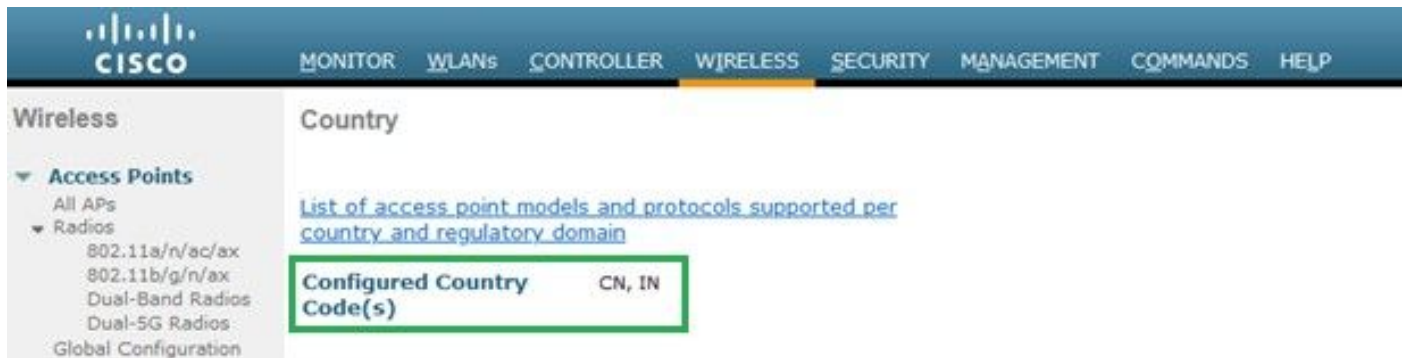 CISCO
MONITOR WLANs CONTROLLER WIRELESS SECURITY MANAGEMENT COMMANDS HELP
Wireless
Access Points
All APs
Radios
802.11a/n/ac/ax
802.11b/g/n/ax
Dual-Band Radios
Dual-5G Radios
Global Configuration
Country
List of access point models and protocols supported per
country and regulatory domain
Configured Country CN, IN
Code(s)